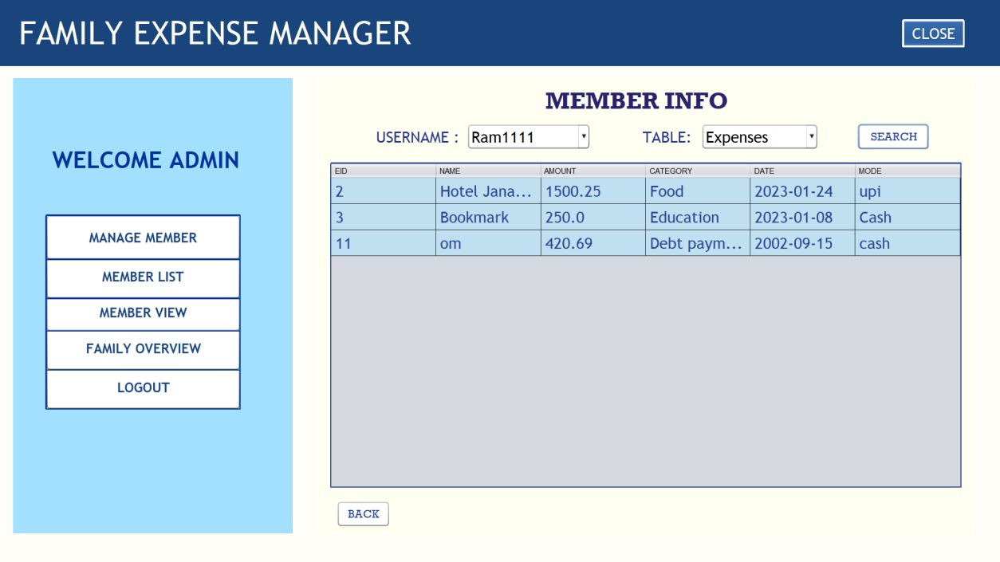 FAMILY EXPENSE MANAGER
CLOSE
WELCOME ADMIN
MANAGE MEMBER
MEMBER LIST
MEMBER VIEW
FAMILY OVERVIEW
LOGOUT
MEMBER INFO
USERNAME : Ram1111 TABLE: Expenses SEARCH
EID NAME AMOUNT CATEGORY DATE MODE
2 Hotel Jana... 1500.25 Food 2023-01-24 upi
3 Bookmark 250.0 Education 2023-01-08 Cash
11 om 420.69 Debt paym... 2002-09-15 cash
BACK